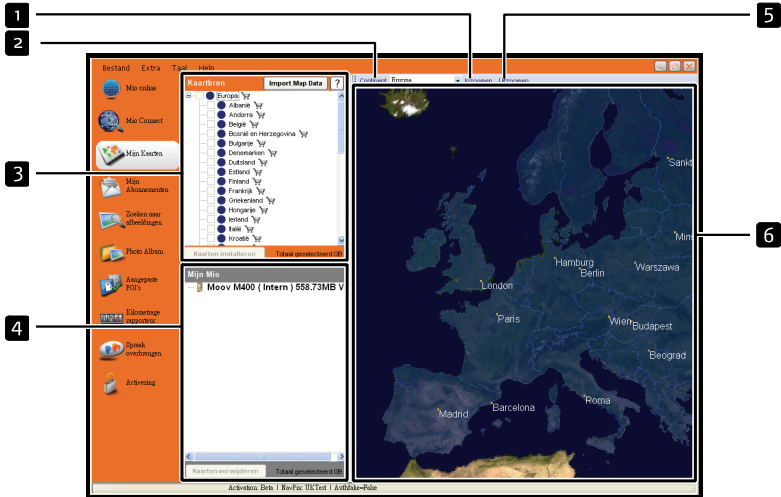 1
2
5
Bestand Extra Taal Help
Kaartbron Import Map Data ?
Continent Europa Inzoomen Uitzoomen
Mio online
Mio Connect
Mijn Kaarten
Mijn
Abonnementen
Zoeken naar
afbeeldingen
Photo Album
Aangepaste
POI's
Kilometrage
rapporteur
Spraak
overbrengen
Activering
3
Europa
Albanië
Andorra
België
Bosnië en Herzegovina
Bulgarije
Denemarken
Duitsland
Estland
Finland
Frankrijk
Griekenland
Hongarije
Ierland
Italië
Kroatië
Kaarten installeren Totaal geselecteerd:0B
4
Mijn Mio
Moov M400 ( Intern ) 558.73MB V
Kaarten verwijderen Totaal geselecteerd:0B
6
Sankt
Mins
Hamburg
Berlin
Warszawa
London
Paris
Wien
Budapest
Beograd
Roma
Barcelona
Madrid
Activation: Beta | NavPix: UKTest | Authfake=False